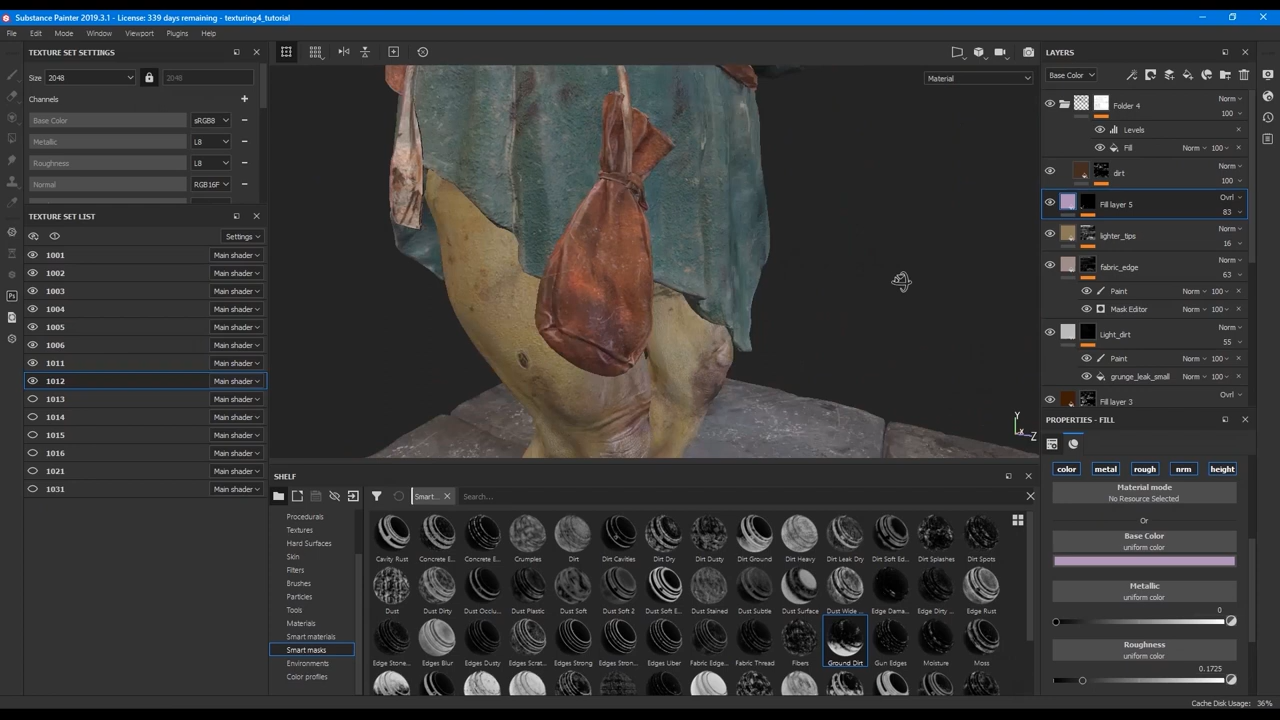 Substance Painter 2019.3.1 - License: 339 days remaining - texturing4_tutorial
File Edit Mode Window Viewport Plugins Help
TEXTURE SET SETTINGS
Size 2048 2048
Channels
Base Color sRGB8
Metallic L8
Roughness L8
Normal RGB16F
TEXTURE SET LIST
Settings
1001 Main shader
1002 Main shader
1003 Main shader
1004 Main shader
1005 Main shader
1006 Main shader
1011 Main shader
1012 Main shader
1013 Main shader
1014 Main shader
1015 Main shader
1016 Main shader
1021 Main shader
1031 Main shader
Material
Y
Z
SHELF
Smart...
Search...
Procedurals
Textures
Hard Surfaces
Skin
Filters
Brushes
Particles
Tools
Materials
Smart materials
Smart masks
Environments
Color profiles
Cavity Rust Concrete E... Concrete E... Crumples Dirt Dirt Cavities Dirt Dry Dirt Dusty Dirt Ground Dirt Heavy Dirt Leak Dry Dirt Soft Ed... Dirt Splashes Dirt Spots
Dust Dust Dirty Dust Occlu... Dust Plastic Dust Soft Dust Soft 2 Dust Soft E... Dust Stained Dust Subtle Dust Surface Dust Wide ... Edge Dama... Edge Dirty ... Edge Rust
Edge Stone... Edges Blur Edges Dusty Edges Scrat... Edges Strong Edges Stron... Edges Uber Fabric Edge... Fabric Thread Fibers Ground Dirt Gun Edges Moisture Moss
LAYERS
Base Color
Folder 4 Norm
100
Levels
Fill Norm 100
dirt Norm
100
Fill layer 5 Ovrl
83
lighter_tips Norm
16
fabric_edge Norm
63
Paint Norm 100
Mask Editor Norm 100
Light_dirt Norm
55
Paint Norm 100
grunge_leak_small Norm 100
Fill layer 3 Ovrl
PROPERTIES - FILL
color metal rough nrm height
Material mode
No Resource Selected
Or
Base Color
uniform color
Metallic
uniform color
0
Roughness
uniform color
0.1725
Cache Disk Usage: 36%